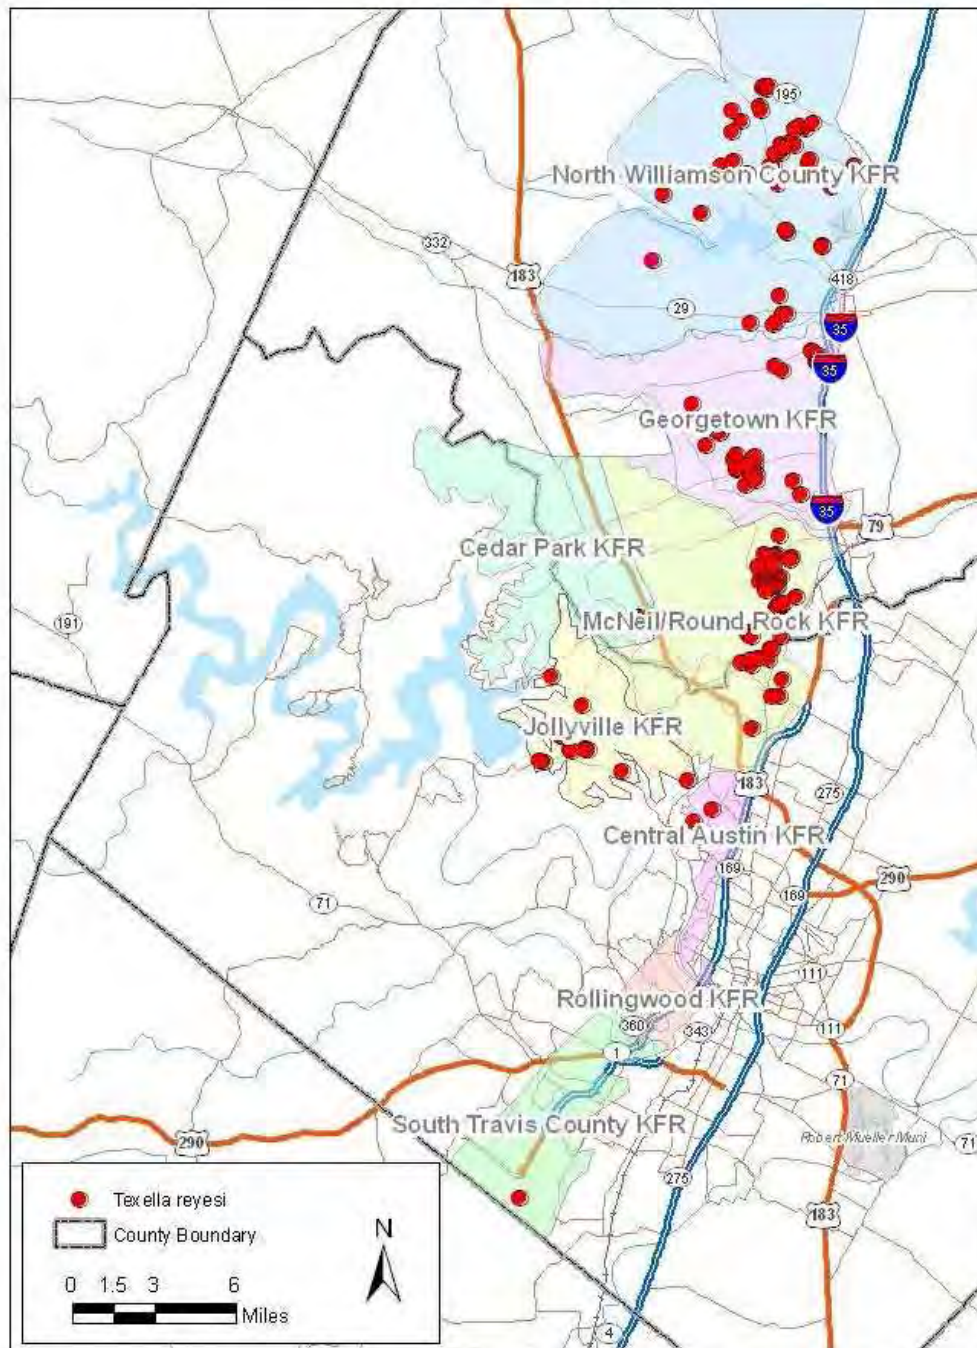 195
North Williamson County KFR
332
183
418
29
35
35
Georgetown KFR
35
79
Cedar Park KFR
191
McNeil/Round Rock KFR
Jollyville KFR
183
275
Central Austin KFR
169
290
71
169
111
Rollingwood KFR
360
343
111
1
71
South Travis County KFR
290
Robert Mueller Muni
71
275
183
Texella reyesi
County Boundary
N
0 1.5 3 6
Miles
4